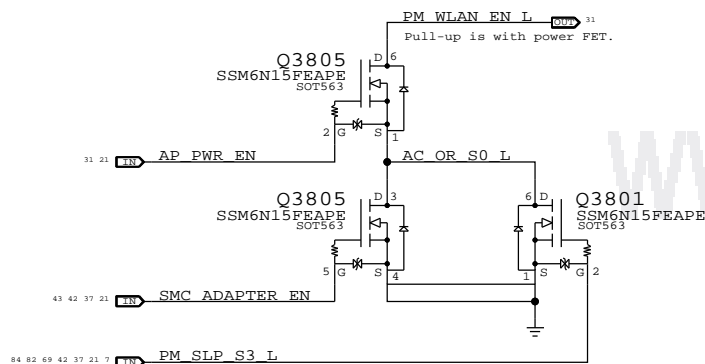 PM_WLAN_EN_L OUT 31
Pull-up is with power FET.
Q3805 D 6
SSM6N15FEAPE
SOT563
2 G S 1
31 21 IN AP_PWR_EN AC_OR_S0_L
Q3805 D 3 6 D Q3801
SSM6N15FEAPE SSM6N15FEAPE
SOT563 SOT563
5 G S 4 1 S G 2
43 42 37 21 IN SMC_ADAPTER_EN
84 82 69 42 37 21 7 IN PM_SLP_S3_L